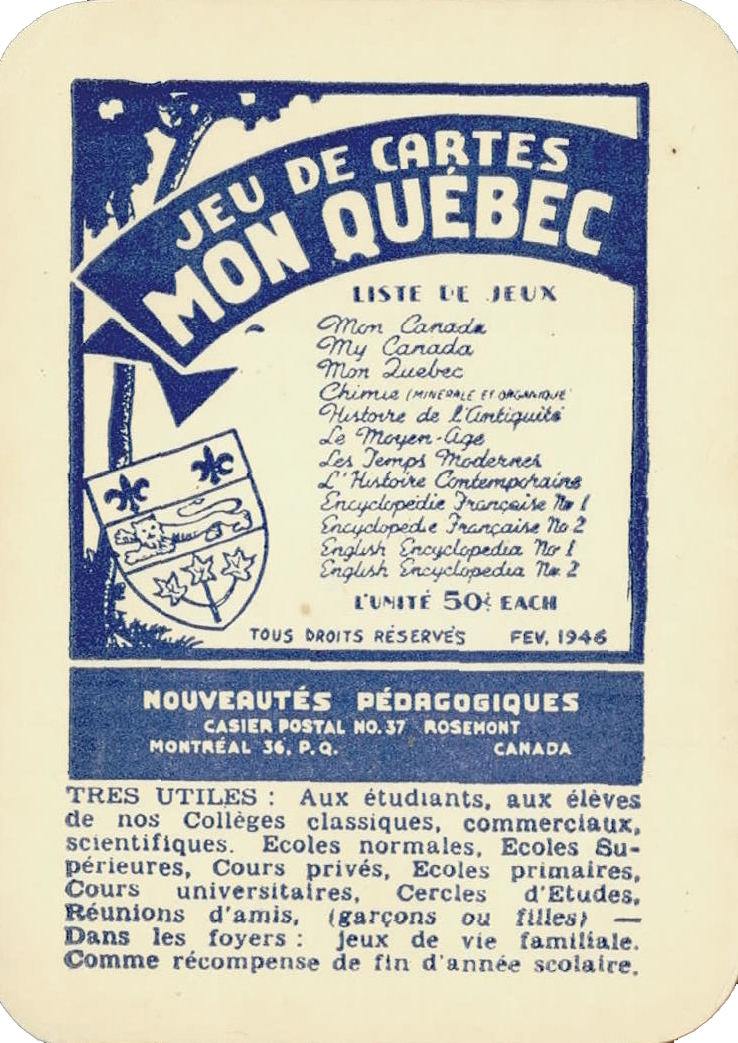 JEU DE CARTES
MON QUÉBEC
LISTE DE JEUX
Mon Canada
My Canada
Mon Quebec
Chimie (MINERALE ET ORGANIQUE
Histoire de l'Antiquité
Le Moyen-Age
Les Temps Modernes
L'Histoire Contemporaine
Encyclopedie Française No 1
Encyclopedie Française No 2
English Encyclopedia No 1
English Encyclopedia No 2
L'UNITÉ 50¢ EACH
TOUS DROITS RÉSERVÉS FEV. 1946
NOUVEAUTÉS PÉDAGOGIQUES
CASIER POSTAL NO. 37 ROSEMONT
MONTRÉAL 36, P.Q. CANADA
TRES UTILES : Aux étudiants, aux élèves
de nos Collèges classiques, commerciaux,
scientifiques. Ecoles normales, Ecoles Su-
périeures, Cours privés, Ecoles primaires,
Cours universitaires, Cercles d'Etudes,
Réunions d'amis, (garçons ou filles) —
Dans les foyers : jeux de vie familiale.
Comme récompense de fin d'année scolaire.